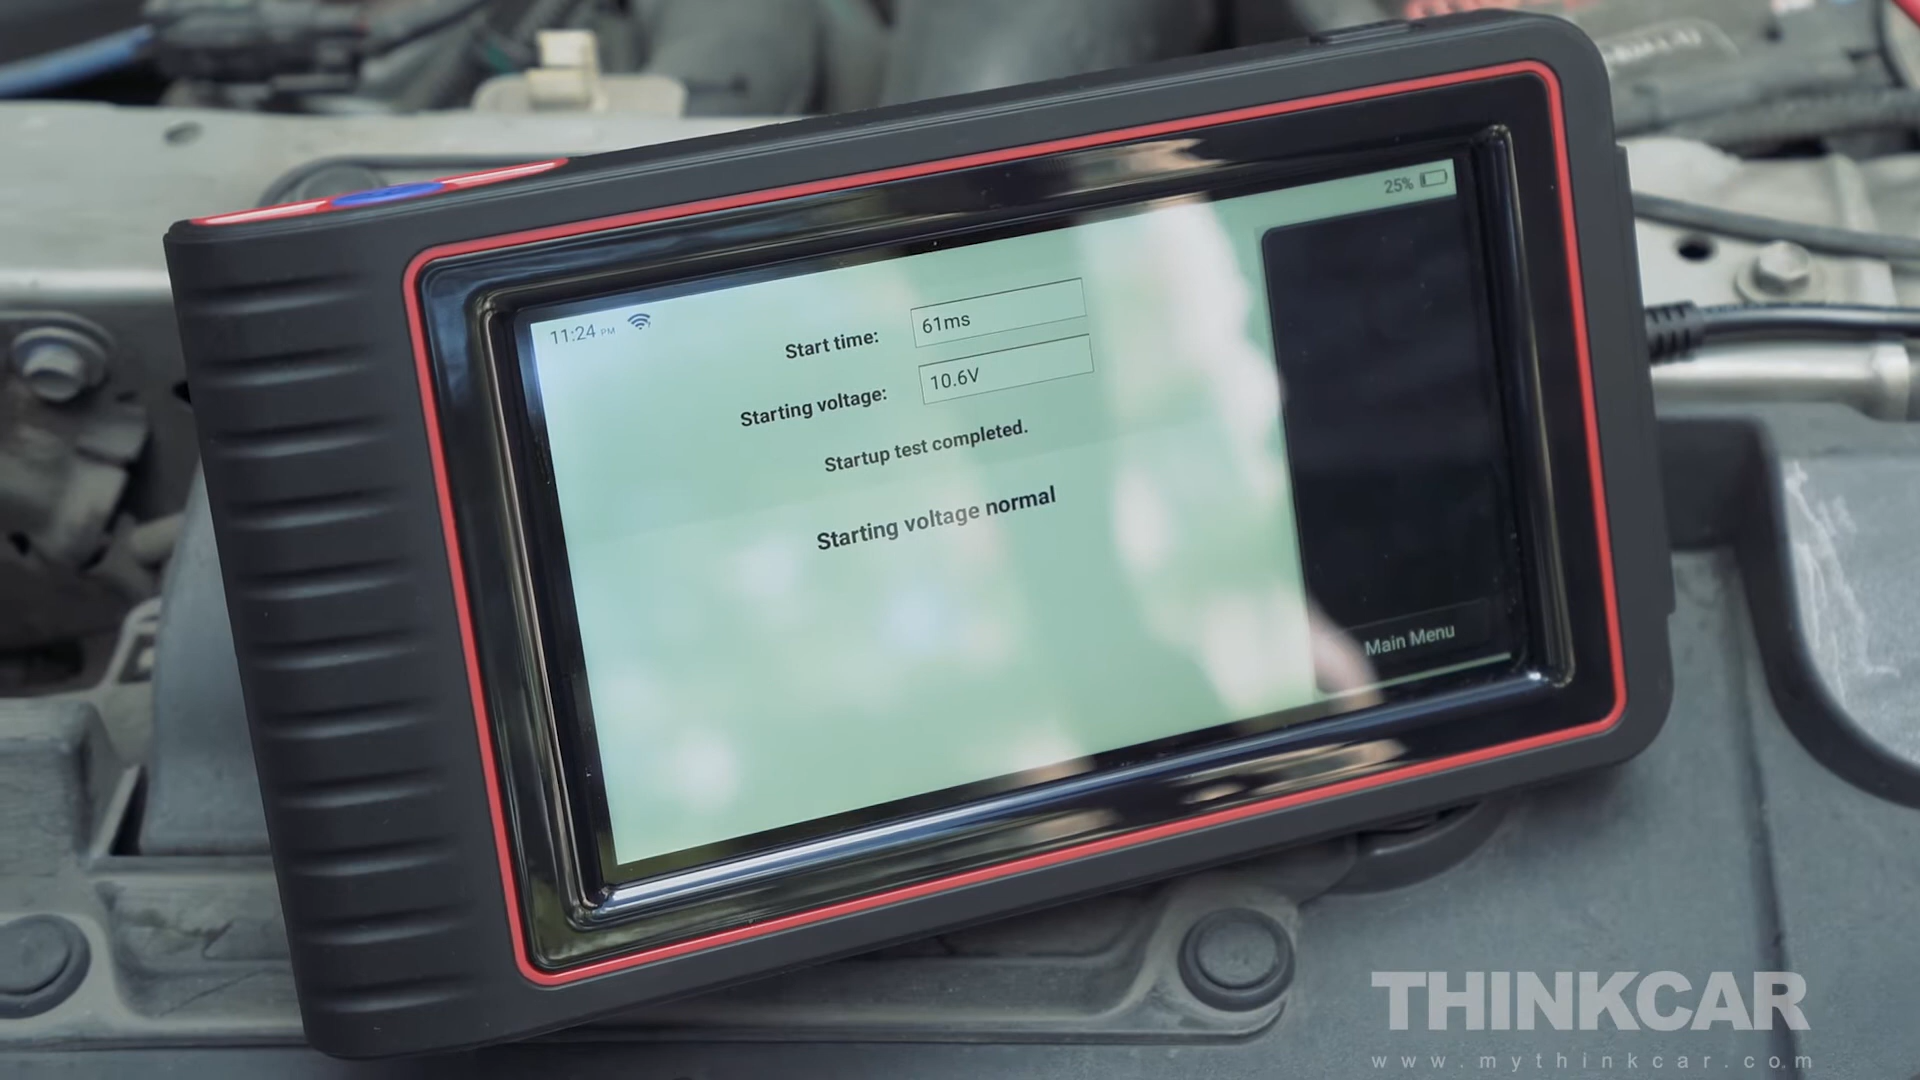 25%
11:24 PM
Start time: 61ms
Starting voltage: 10.6V
Startup test completed.
Starting voltage normal
Main Menu
THINKCAR
www.mythinkcar.com